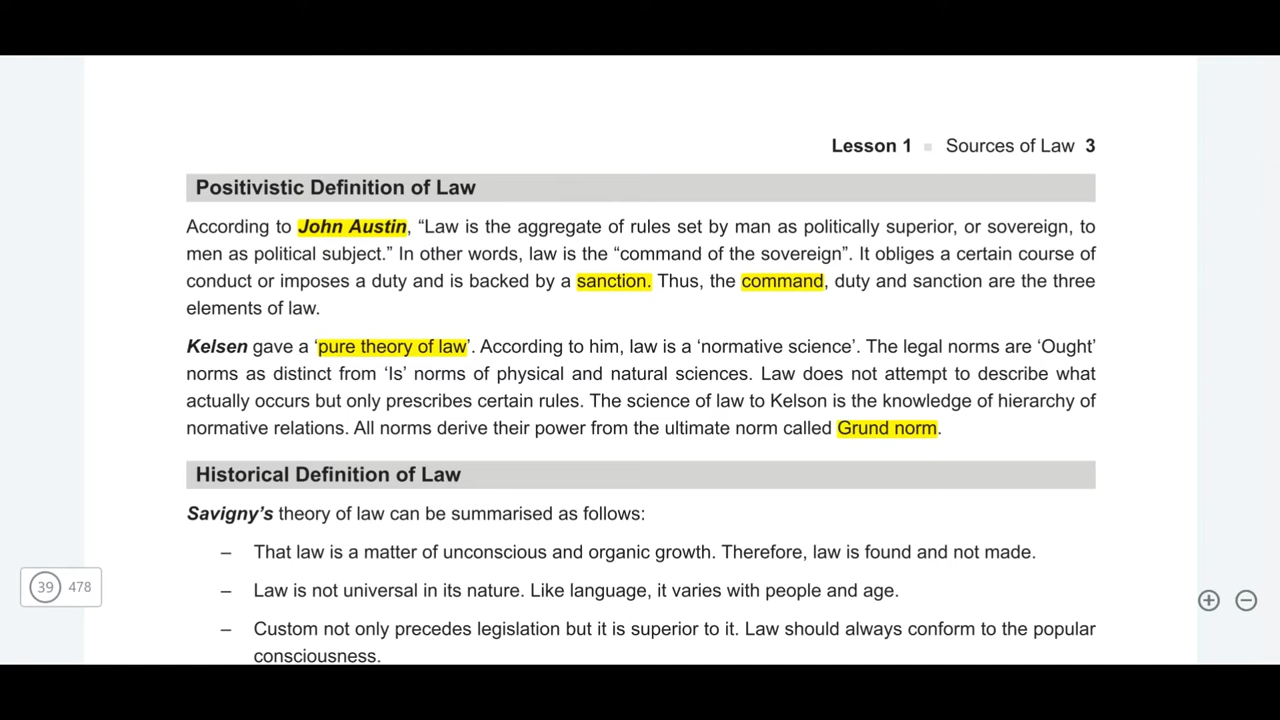 Lesson 1 ■ Sources of Law 3
Positivistic Definition of Law
According to John Austin, “Law is the aggregate of rules set by man as politically superior, or sovereign, to
men as political subject.” In other words, law is the “command of the sovereign”. It obliges a certain course of
conduct or imposes a duty and is backed by a sanction. Thus, the command, duty and sanction are the three
elements of law.
Kelsen gave a ‘pure theory of law’. According to him, law is a ‘normative science’. The legal norms are ‘Ought’
norms as distinct from ‘Is’ norms of physical and natural sciences. Law does not attempt to describe what
actually occurs but only prescribes certain rules. The science of law to Kelson is the knowledge of hierarchy of
normative relations. All norms derive their power from the ultimate norm called Grund norm.
Historical Definition of Law
Savigny’s theory of law can be summarised as follows:
– That law is a matter of unconscious and organic growth. Therefore, law is found and not made.
39 478
– Law is not universal in its nature. Like language, it varies with people and age.
– Custom not only precedes legislation but it is superior to it. Law should always conform to the popular
consciousness.